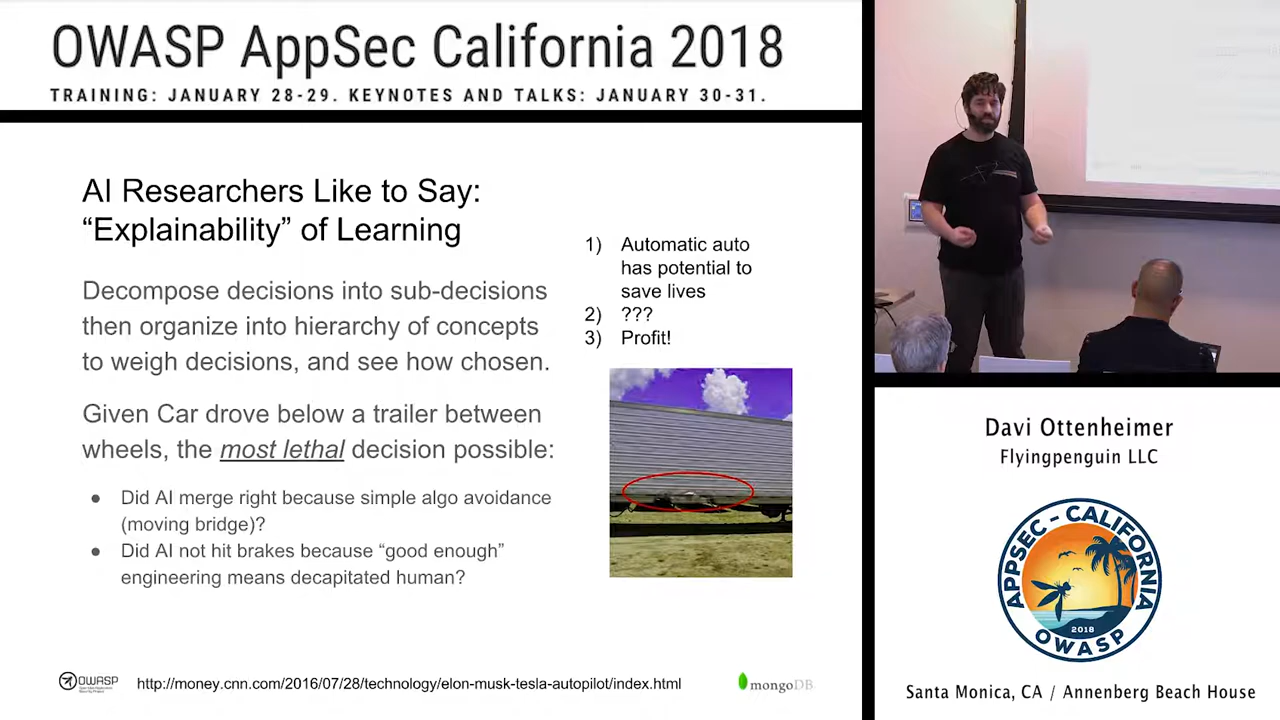 OWASP AppSec California 2018
TRAINING: JANUARY 28-29. KEYNOTES AND TALKS: JANUARY 30-31.
AI Researchers Like to Say:
“Explainability” of Learning
Decompose decisions into sub-decisions
then organize into hierarchy of concepts
to weigh decisions, and see how chosen.
Given Car drove below a trailer between
wheels, the most lethal decision possible:
● Did AI merge right because simple algo avoidance
(moving bridge)?
● Did AI not hit brakes because “good enough”
engineering means decapitated human?
1) Automatic auto
has potential to
save lives
2) ???
3) Profit!
OWASP
http://money.cnn.com/2016/07/28/technology/elon-musk-tesla-autopilot/index.html
mongoDB
Davi Ottenheimer
Flyingpenguin LLC
APPSEC - CALIFORNIA
2018
OWASP
Santa Monica, CA / Annenberg Beach House